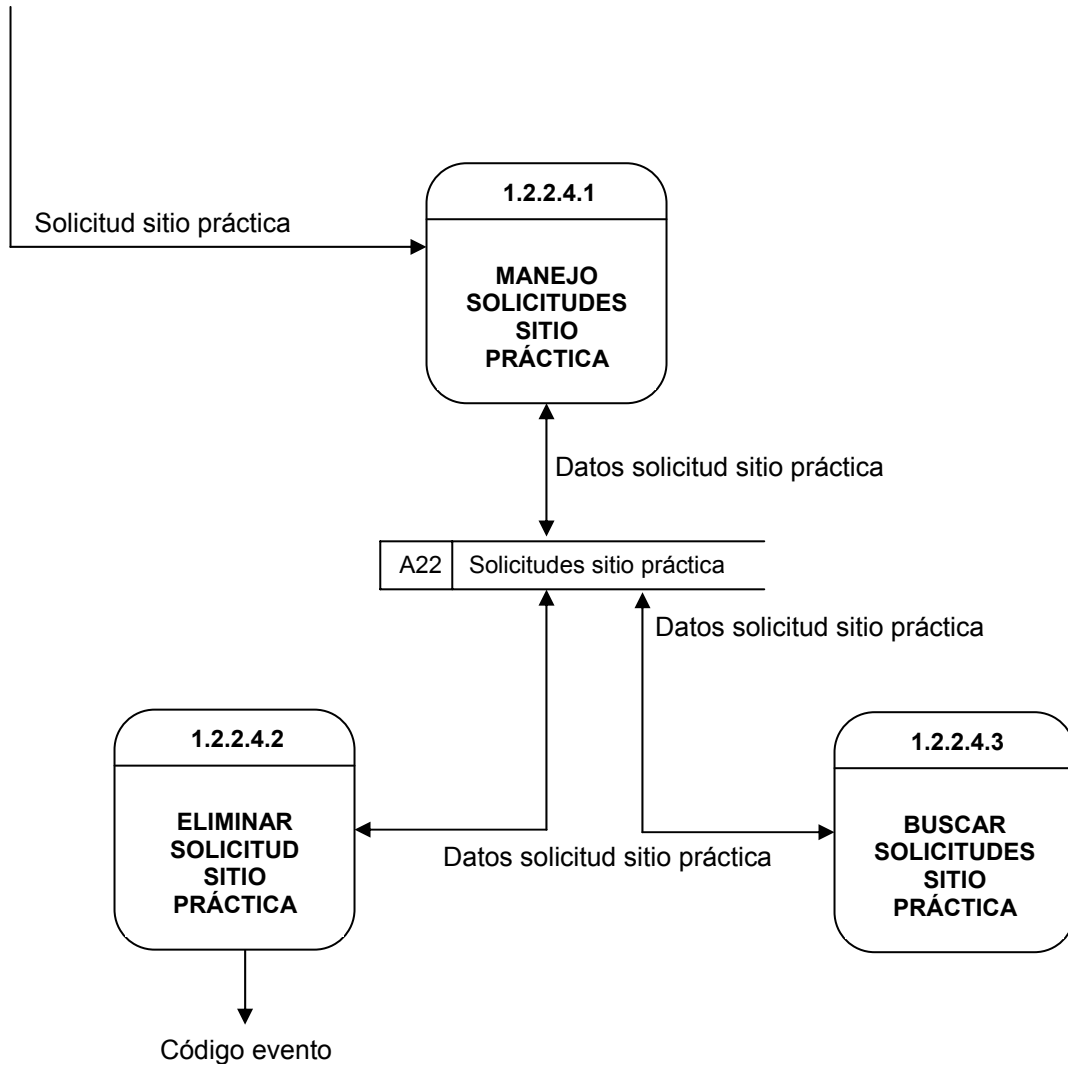 1.2.2.4.1
Solicitud sitio práctica
MANEJO
SOLICITUDES
SITIO
PRÁCTICA
Datos solicitud sitio práctica
A22 Solicitudes sitio práctica
Datos solicitud sitio práctica
1.2.2.4.2
ELIMINAR
SOLICITUD
SITIO
PRÁCTICA
Datos solicitud sitio práctica
1.2.2.4.3
BUSCAR
SOLICITUDES
SITIO
PRÁCTICA
Código evento